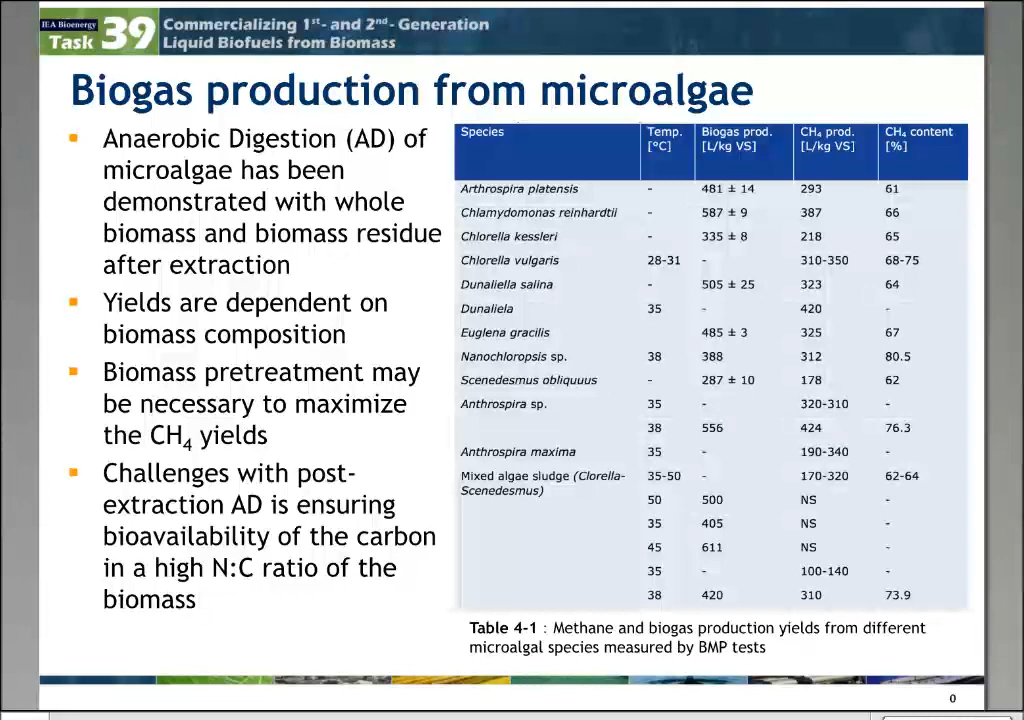 IEA Bioenergy
Task 39
Commercializing 1st- and 2nd- Generation
Liquid Biofuels from Biomass
Biogas production from microalgae
Anaerobic Digestion (AD) of
microalgae has been
demonstrated with whole
biomass and biomass residue
after extraction
Yields are dependent on
biomass composition
Biomass pretreatment may
be necessary to maximize
the CH4 yields
Challenges with post-
extraction AD is ensuring
bioavailability of the carbon
in a high N:C ratio of the
biomass
Species Temp. Biogas prod. CH4 prod. CH4 content
[°C] [L/kg VS] [L/kg VS] [%]
Arthrospira platensis - 481 ± 14 293 61
Chlamydomonas reinhardtii - 587 ± 9 387 66
Chlorella kessleri - 335 ± 8 218 65
Chlorella vulgaris 28-31 - 310-350 68-75
Dunaliella salina - 505 ± 25 323 64
Dunaliela 35 - 420 -
Euglena gracilis 485 ± 3 325 67
Nanochloropsis sp. 38 388 312 80.5
Scenedesmus obliquus - 287 ± 10 178 62
Anthrospira sp. 35 - 320-310 -
38 556 424 76.3
Anthrospira maxima 35 - 190-340 -
Mixed algae sludge (Clorella- 35-50 - 170-320 62-64
Scenedesmus)
50 500 NS -
35 405 NS -
45 611 NS -
35 - 100-140 -
38 420 310 73.9
Table 4-1 : Methane and biogas production yields from different
microalgal species measured by BMP tests
0